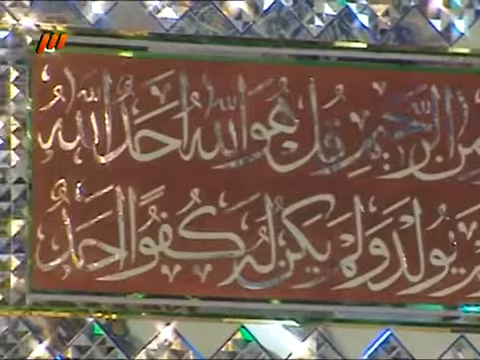 من الرحيم قل هو الله احد الله
يولد ولم يكن له كفوا احد